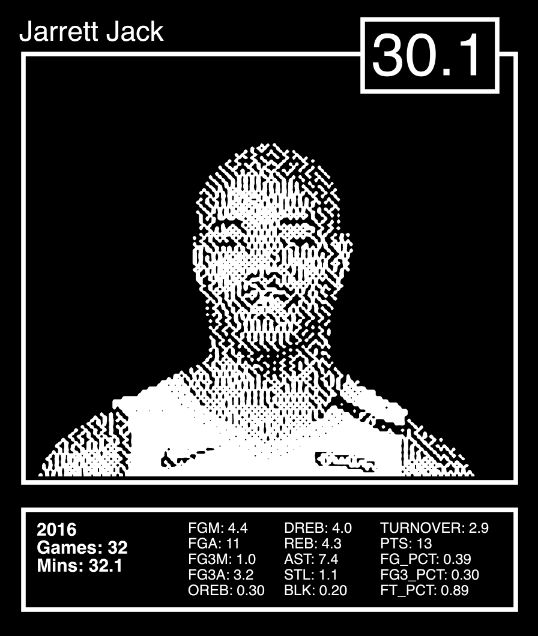 Jarrett Jack
30.1
2016
Games: 32
Mins: 32.1
FGM: 4.4
FGA: 11
FG3M: 1.0
FG3A: 3.2
OREB: 0.30
DREB: 4.0
REB: 4.3
AST: 7.4
STL: 1.1
BLK: 0.20
TURNOVER: 2.9
PTS: 13
FG_PCT: 0.39
FG3_PCT: 0.30
FT_PCT: 0.89